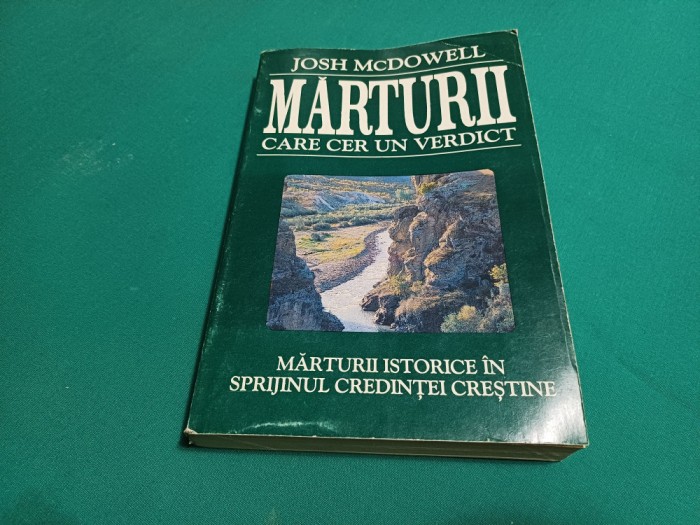 JOSH McDOWELL
MĂRTURII
CARE CER UN VERDICT
MĂRTURII ISTORICE ÎN
SPRIJINUL CREDINȚEI CREȘTINE